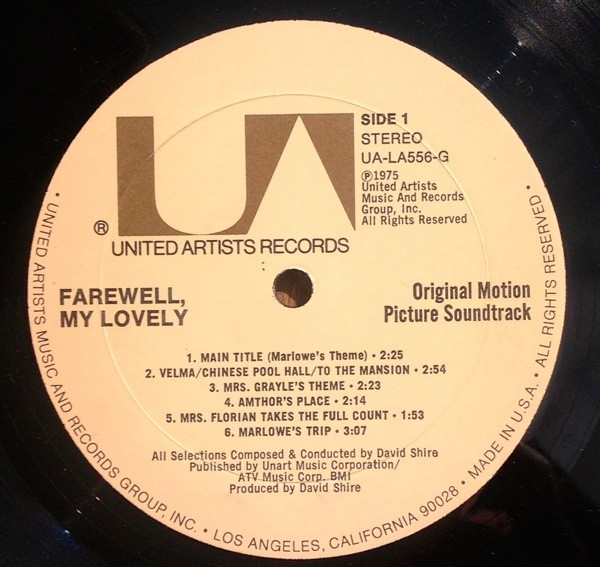 UA
®
UNITED ARTISTS RECORDS
SIDE 1
STEREO
UA-LA556-G
Ⓟ1975
United Artists
Music And Records
Group, Inc.
All Rights Reserved
FAREWELL,
MY LOVELY
Original Motion
Picture Soundtrack
1. MAIN TITLE (Marlowe's Theme) • 2:25
2. VELMA/CHINESE POOL HALL/TO THE MANSION • 2:54
3. MRS. GRAYLE'S THEME • 2:23
4. AMTHOR'S PLACE • 2:14
5. MRS. FLORIAN TAKES THE FULL COUNT • 1:53
6. MARLOWE'S TRIP • 3:07
All Selections Composed & Conducted by David Shire
Published by Unart Music Corporation/
ATV Music Corp. BMI
Produced by David Shire
• UNITED ARTISTS MUSIC AND RECORDS GROUP, INC. • LOS ANGELES, CALIFORNIA 90028 • MADE IN U.S.A. • ALL RIGHTS RESERVED •